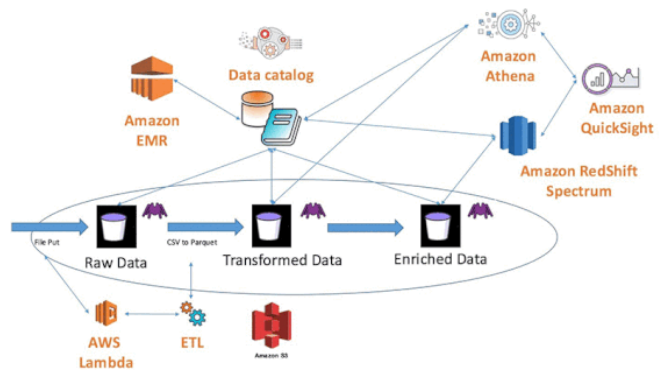 Data catalog
Amazon
EMR
Amazon
Athena
Amazon
QuickSight
Amazon RedShift
Spectrum
File Put
CSV to Parquet
Raw Data
Transformed Data
Enriched Data
AWS
Lambda
ETL
Amazon S3